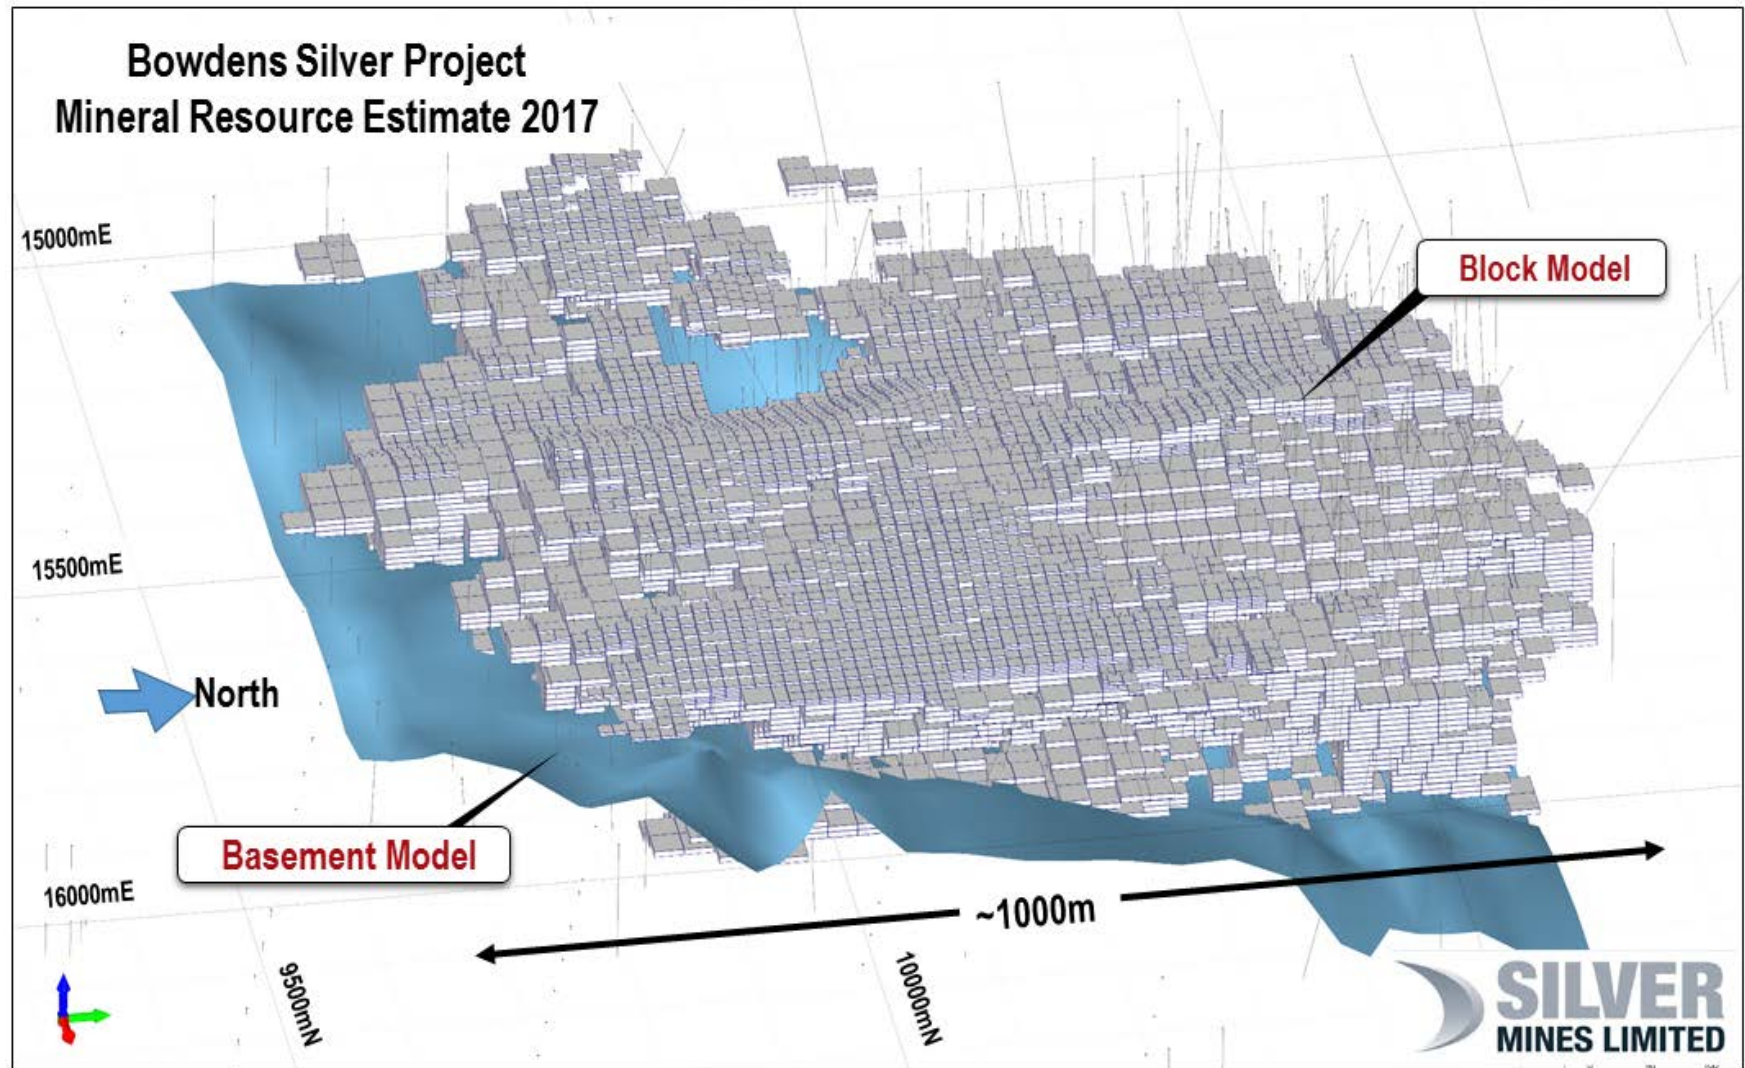 Bowdens Silver Project
Mineral Resource Estimate 2017
15000mE
Block Model
15500mE
North
Basement Model
16000mE
~1000m
9500mN
10000mN
SILVER
MINES LIMITED